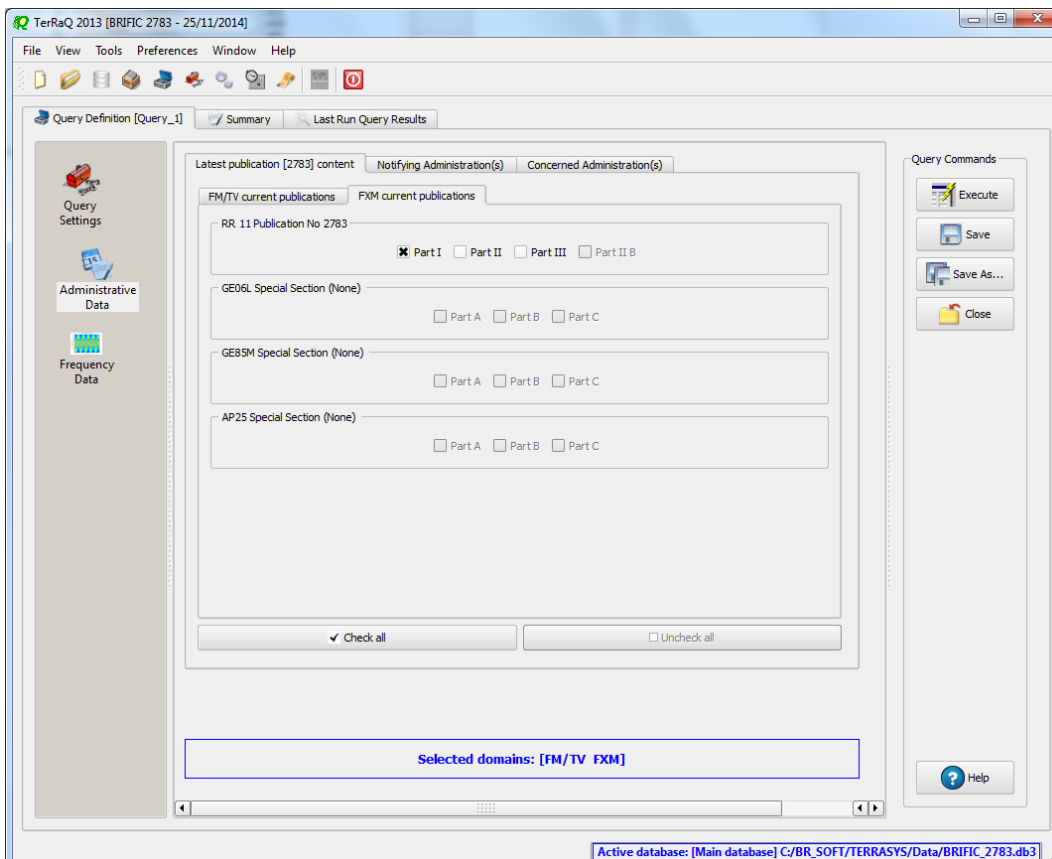 TerRaQ 2013 [BRIFIC 2783 - 25/11/2014]
File View Tools Preferences Window Help
Query Definition [Query_1] Summary Last Run Query Results
Query Settings
Administrative Data
Frequency Data
Latest publication [2783] content Notifying Administration(s) Concerned Administration(s)
FM/TV current publications FXM current publications
RR 11 Publication No 2783
Part I Part II Part III Part II B
GE06L Special Section (None)
Part A Part B Part C
GE85M Special Section (None)
Part A Part B Part C
AP25 Special Section (None)
Part A Part B Part C
Check all Uncheck all
Selected domains: [FM/TV FXM]
Query Commands
Execute
Save
Save As...
Close
Help
Active database: [Main database] C:/BR_SOFT/TERRASYS/Data/BRIFIC_2783.db3